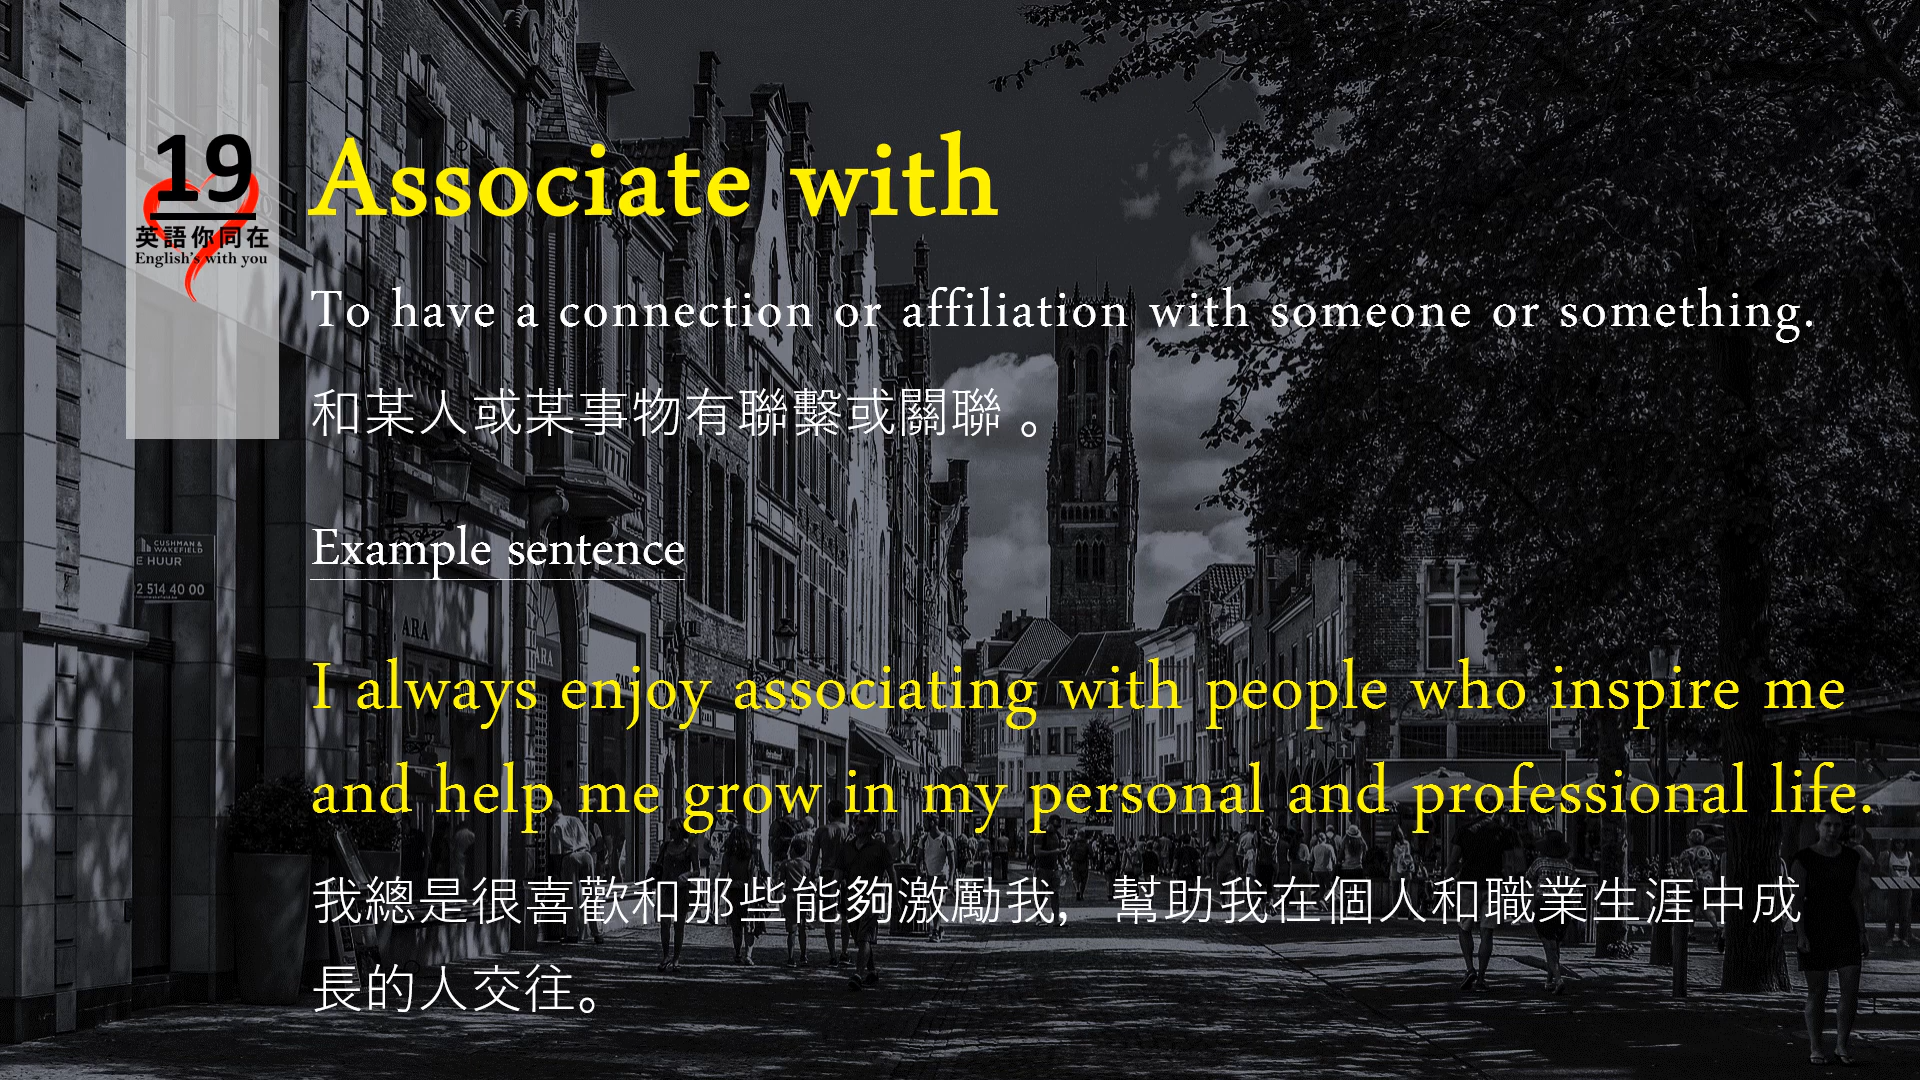 19
英語你同在
English's with you
Associate with
To have a connection or affiliation with someone or something.
和某人或某事物有聯繫或關聯 。
Example sentence
I always enjoy associating with people who inspire me
and help me grow in my personal and professional life.
我總是很喜歡和那些能夠激勵我， 幫助我在個人和職業生涯中成
長的人交往。
CUSHMAN &
WAKEFIELD
E HUUR
2 514 40 00
ARA
ARA